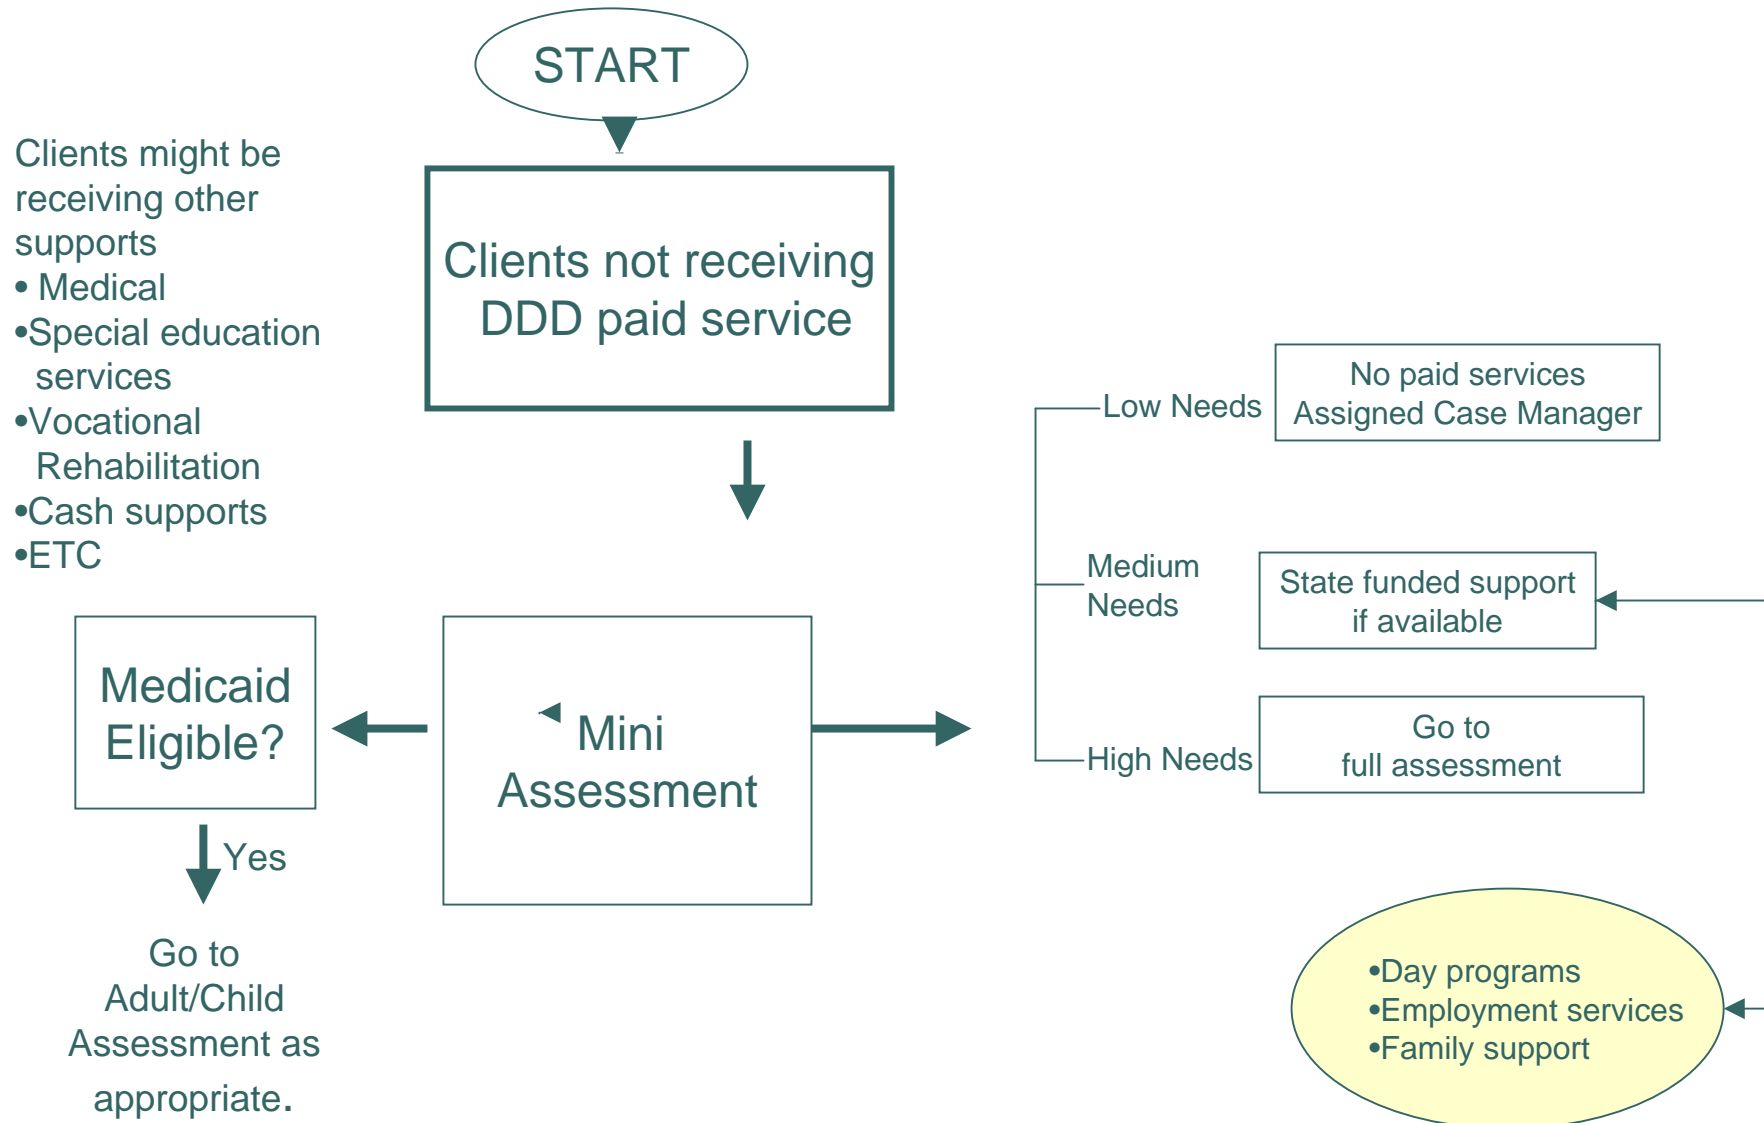 START
Clients might be
receiving other
supports
• Medical
•Special education
services
•Vocational
Rehabilitation
•Cash supports
•ETC
Clients not receiving
DDD paid service
Low Needs
No paid services
Assigned Case Manager
Medium
Needs
State funded support
if available
High Needs
Go to
full assessment
Medicaid
Eligible?
Mini
Assessment
Yes
Go to
Adult/Child
Assessment as
appropriate.
•Day programs
•Employment services
•Family support